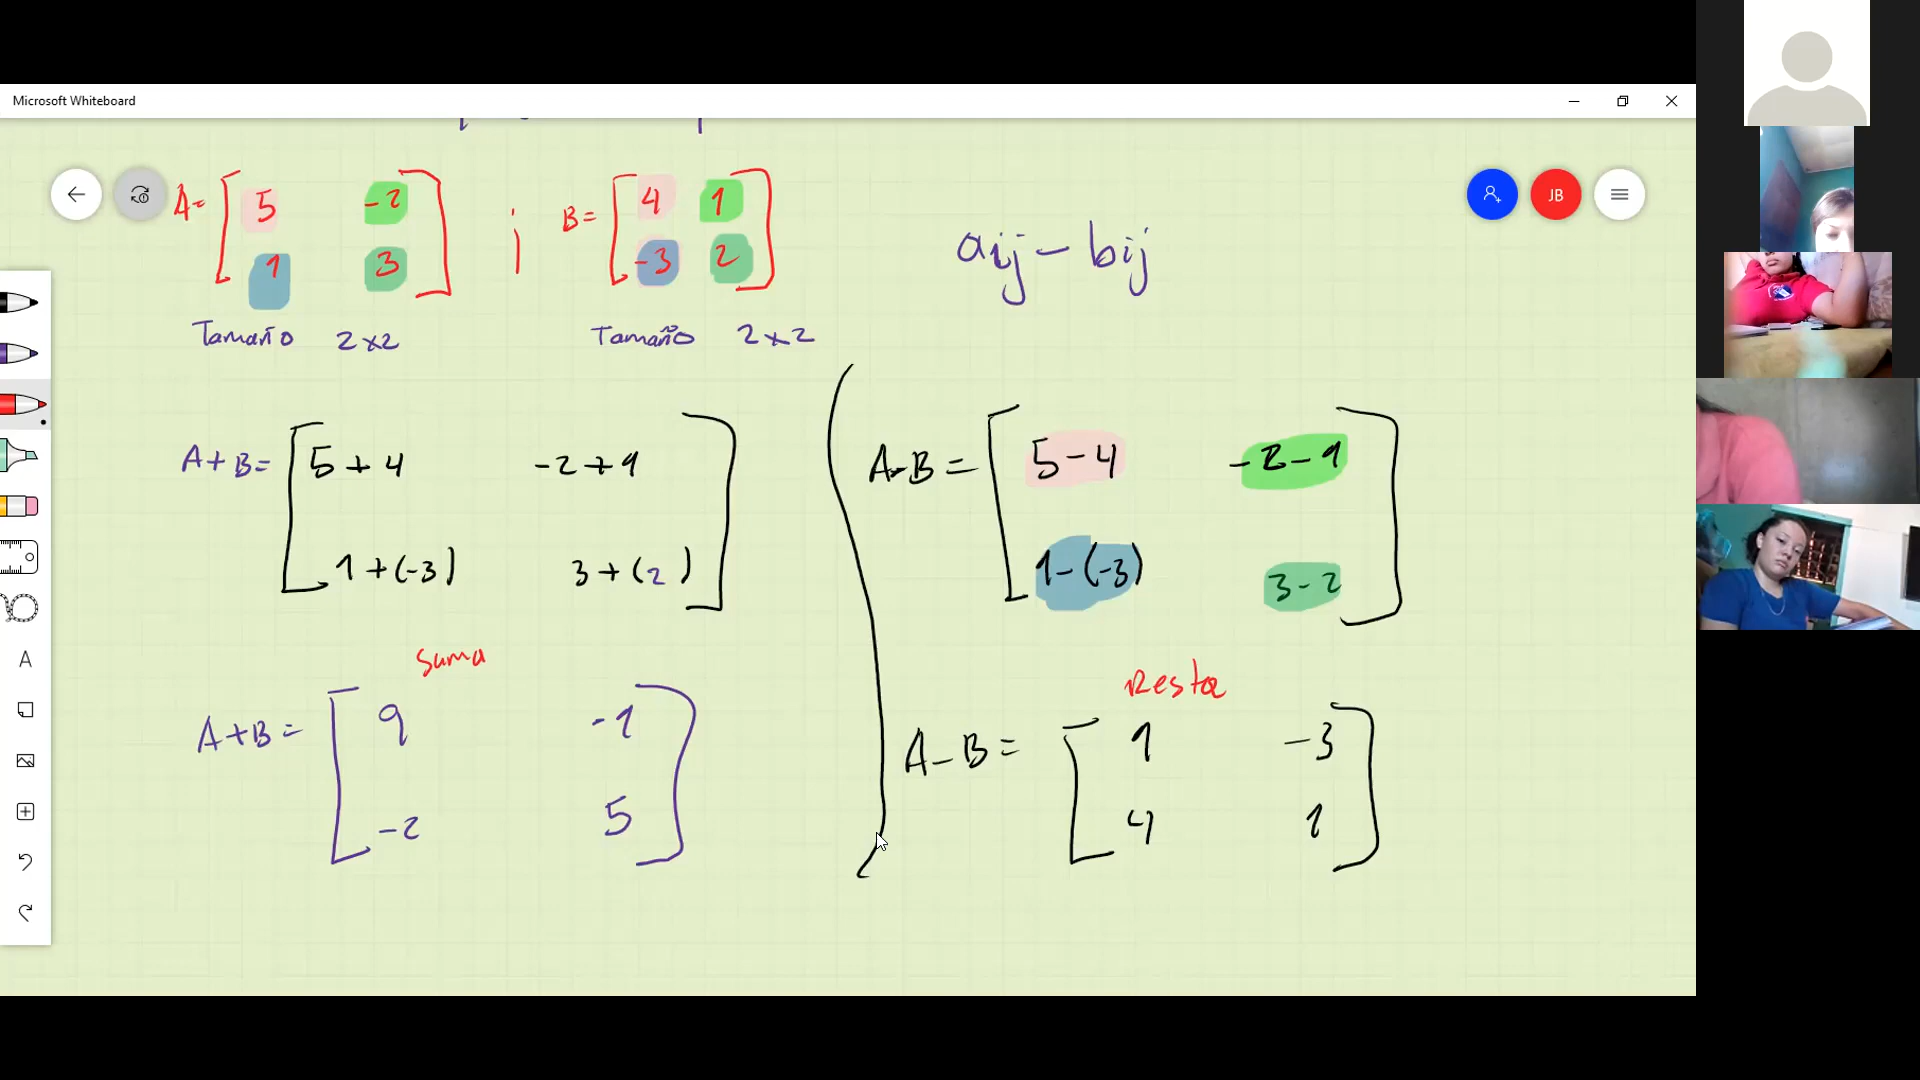 Microsoft Whiteboard
A= [ 5 -2 ; 1 3 ] ; B= [ 4 1 ; -3 2 ]
aij - bij
JB
Tamaño 2x2 Tamaño 2x2
A+B= [ 5+4 -2+1
1+(-3) 3+(2) ]
A-B = [ 5-4 -2-1
1-(-3) 3-2 ]
Suma
A+B= [ 9 -1
-2 5 ]
Resta
A-B= [ 1 -3
4 1 ]
A